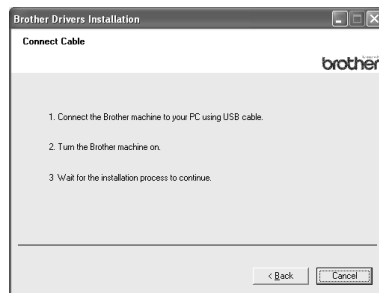 Brother Drivers Installation
Connect Cable
brother
1. Connect the Brother machine to your PC using USB cable.
2. Turn the Brother machine on.
3 Wait for the installation process to continue.
< Back
Cancel